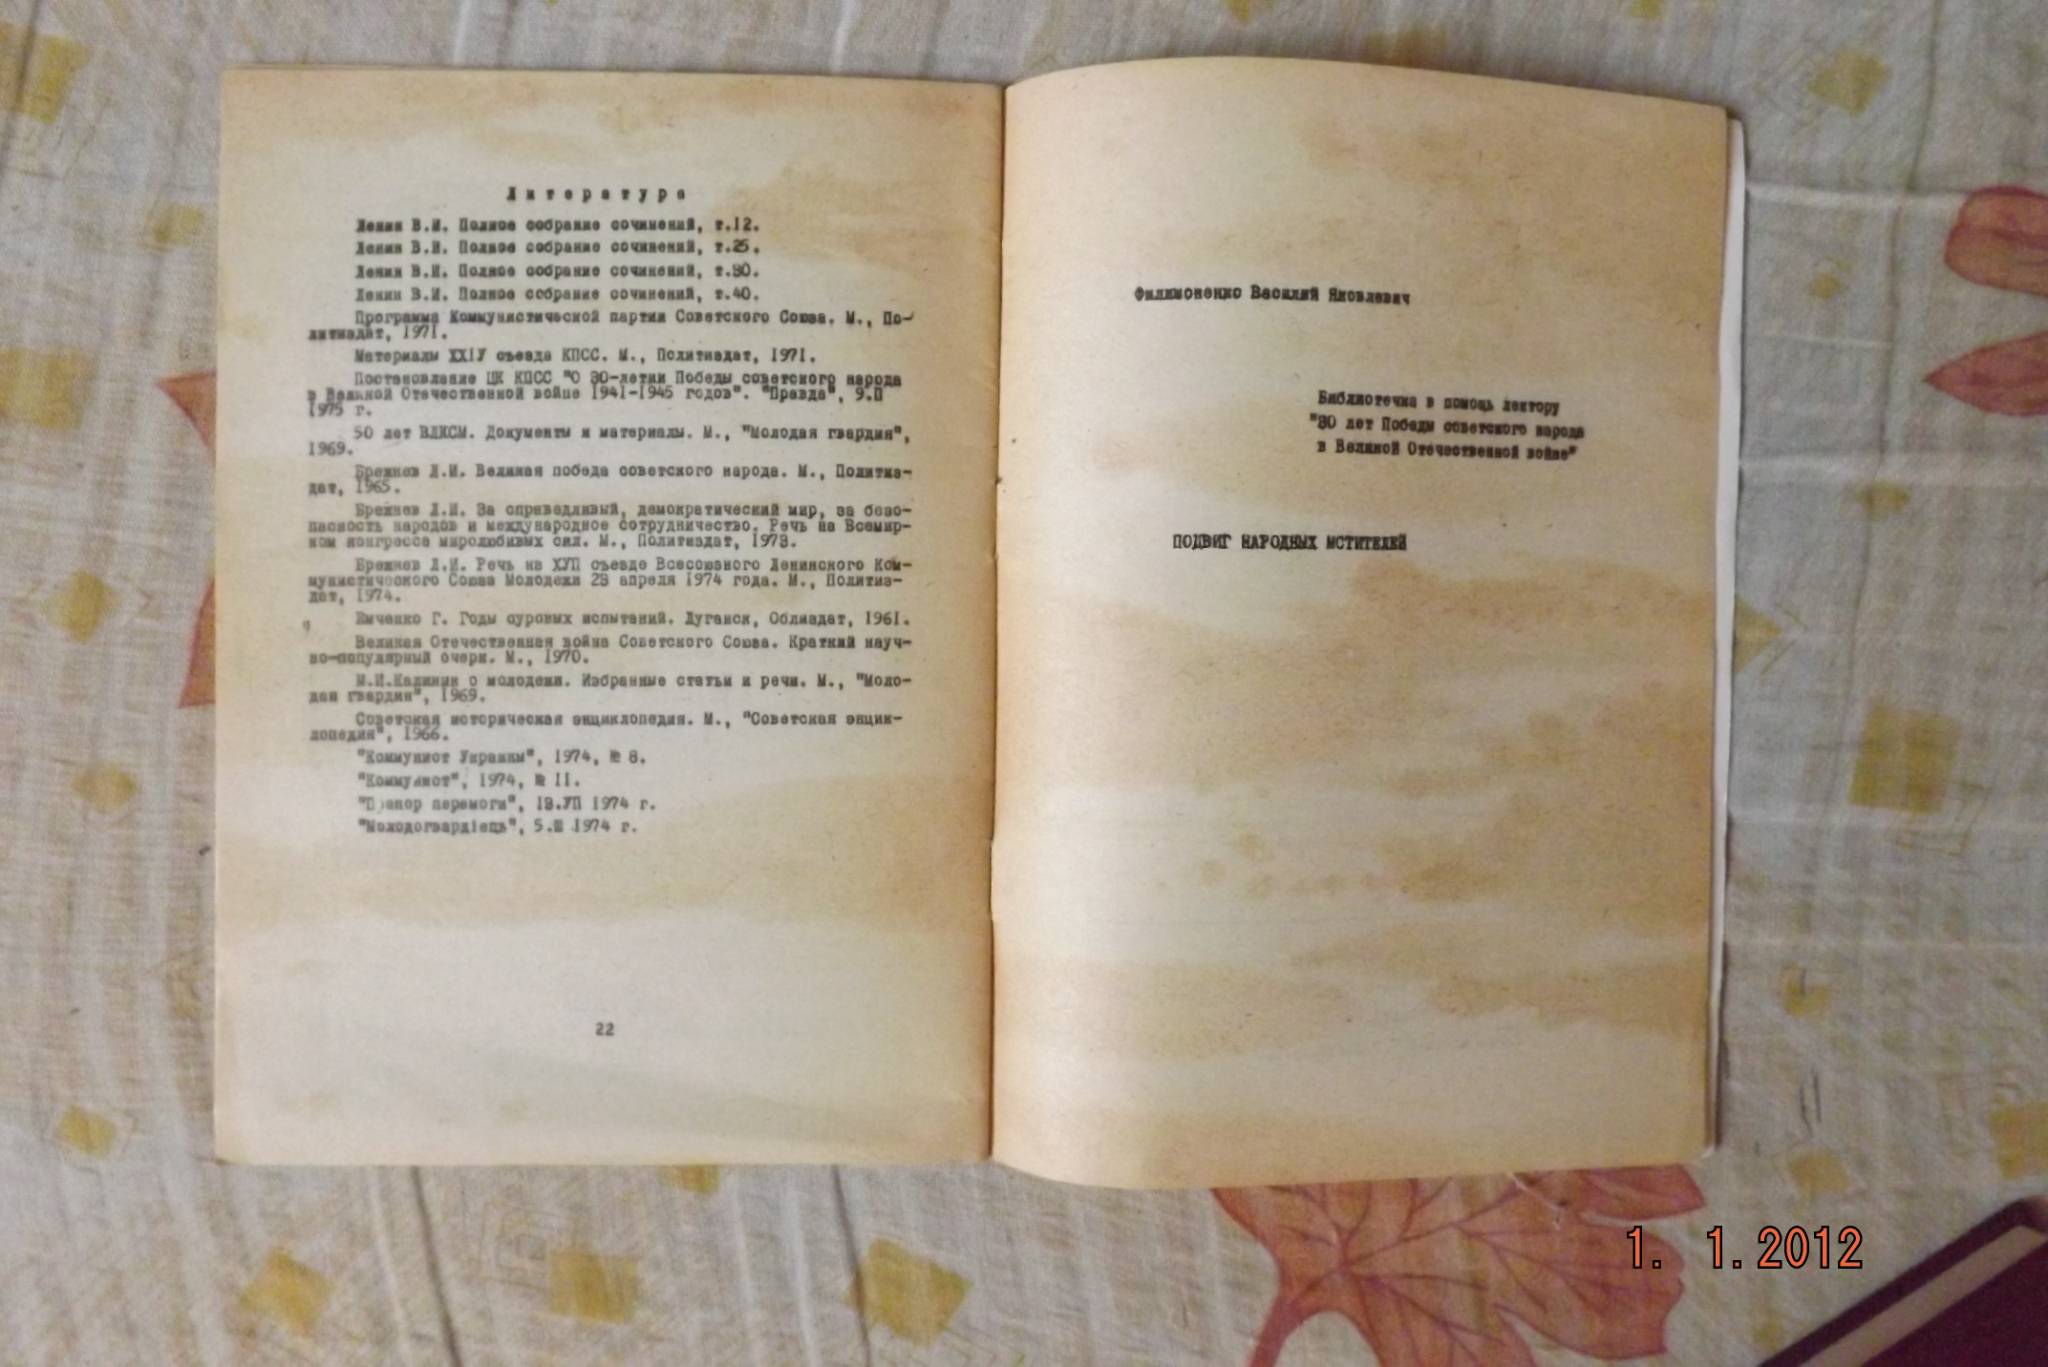 Литература
Ленин В.И. Полное собрание сочинений, т.12.
Ленин В.И. Полное собрание сочинений, т.25.
Ленин В.И. Полное собрание сочинений, т.30.
Ленин В.И. Полное собрание сочинений, т.40.
Программа Коммунистической партии Советского Союза. М., По-
литиздат, 1971.
Материалы XXIУ съезда КПСС. М., Политиздат, 1971.
Постановление ЦК КПСС "О 30-летии Победы советского народа
в Великой Отечественной войне 1941-1945 годов". "Правда", 9.П
1975 г.
50 лет ВЛКСМ. Документы и материалы. М., "Молодая гвардия",
1969.
Брежнев Л.И. Великая победа советского народа. М., Политиз-
дат, 1965.
Брежнев Л.И. За справедливый, демократический мир, за безо-
пасность народов и международное сотрудничество. Речь на Всемир-
ном конгрессе миролюбивых сил. М., Политиздат, 1973.
Брежнев Л.И. Речь на ХУП съезде Всесоюзного Ленинского Ком-
мунистического Союза Молодежи 23 апреля 1974 года. М., Политиз-
дат, 1974.
Емченко Г. Годы суровых испытаний. Луганск, Облиздат, 1961.
Великая Отечественная война Советского Союза. Краткий науч-
но-популярный очерк. М., 1970.
М.И.Калинин о молодежи. Избранные статьи и речи. М., "Моло-
дая гвардия", 1969.
Советская историческая энциклопедия. М., "Советская энцик-
лопедия", 1966.
"Коммунист Украины", 1974, № 8.
"Коммунист", 1974, № 11.
"Прапор перемоги", 13.УП 1974 г.
"Молодогвардієць", 5.Ш 1974 г.
22
Филимоненко Василий Яковлевич
Библиотечка в помощь лектору
"30 лет Победы советского народа
в Великой Отечественной войне"
ПОДВИГ НАРОДНЫХ МСТИТЕЛЕЙ
1. 1.2012